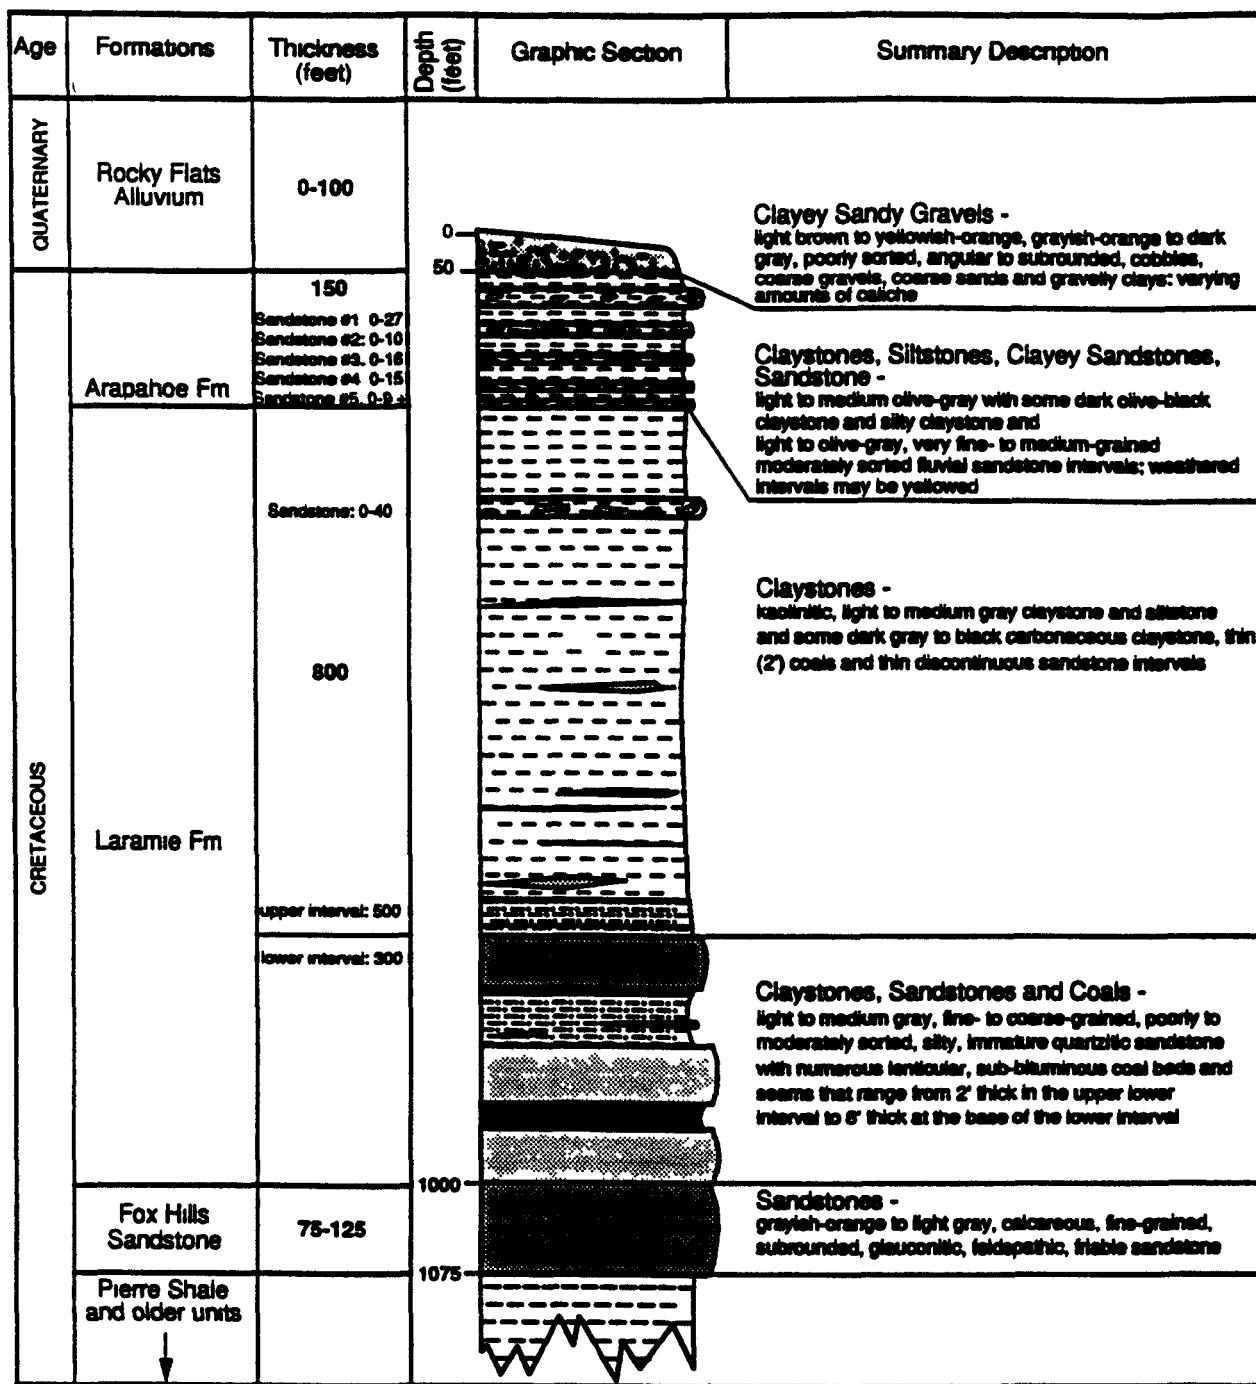 Age
Formations
Thickness
(feet)
Depth
(feet)
Graphic Section
Summary Description
QUATERNARY
Rocky Flats
Alluvium
0-100
0
50
Clayey Sandy Gravels -
light brown to yellowish-orange, grayish-orange to dark
gray, poorly sorted, angular to subrounded, cobbles,
coarse gravels, coarse sands and gravelly clays: varying
amounts of caliche
CRETACEOUS
Arapahoe Fm
150
Sandstone #1 0-27
Sandstone #2: 0-10
Sandstone #3. 0-16
Sandstone #4 0-15
Sandstone #5. 0-9 +
Claystones, Siltstones, Clayey Sandstones,
Sandstone -
light to medium olive-gray with some dark olive-black
claystone and silty claystone and
light to olive-gray, very fine- to medium-grained
moderately sorted fluvial sandstone intervals; weathered
intervals may be yellowed
Laramie Fm
Sandstone: 0-40
800
upper interval: 500
lower interval: 300
Claystones -
kaolinitic, light to medium gray claystone and siltstone
and some dark gray to black carbonaceous claystone, thin
(2') coals and thin discontinuous sandstone intervals
Claystones, Sandstones and Coals -
light to medium gray, fine- to coarse-grained, poorly to
moderately sorted, silty, immature quartzitic sandstone
with numerous lenticular, sub-bituminous coal beds and
seams that range from 2' thick in the upper lower
interval to 8' thick at the base of the lower interval
1000
Fox Hills
Sandstone
75-125
Sandstones -
grayish-orange to light gray, calcareous, fine-grained,
subrounded, glauconitic, feldspathic, friable sandstone
1075
Pierre Shale
and older units